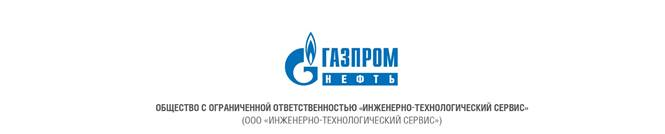 ГАЗПРОМ
НЕФТЬ
ОБЩЕСТВО С ОГРАНИЧЕННОЙ ОТВЕТСТВЕННОСТЬЮ «ИНЖЕНЕРНО-ТЕХНОЛОГИЧЕСКИЙ СЕРВИС»
(ООО «ИНЖЕНЕРНО-ТЕХНОЛОГИЧЕСКИЙ СЕРВИС»)